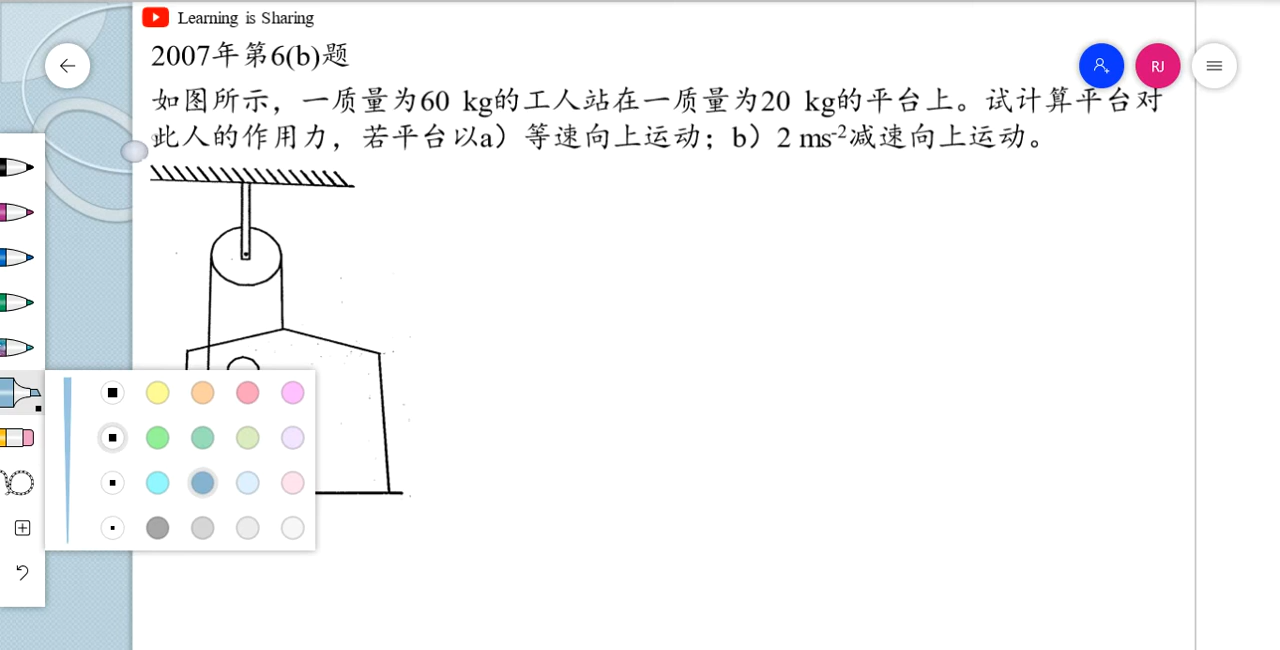 Learning is Sharing
2007年第6(b)题
RJ
如图所示，一质量为60 kg的工人站在一质量为20 kg的平台上。试计算平台对
此人的作用力，若平台以a）等速向上运动；b）2 ms⁻²减速向上运动。